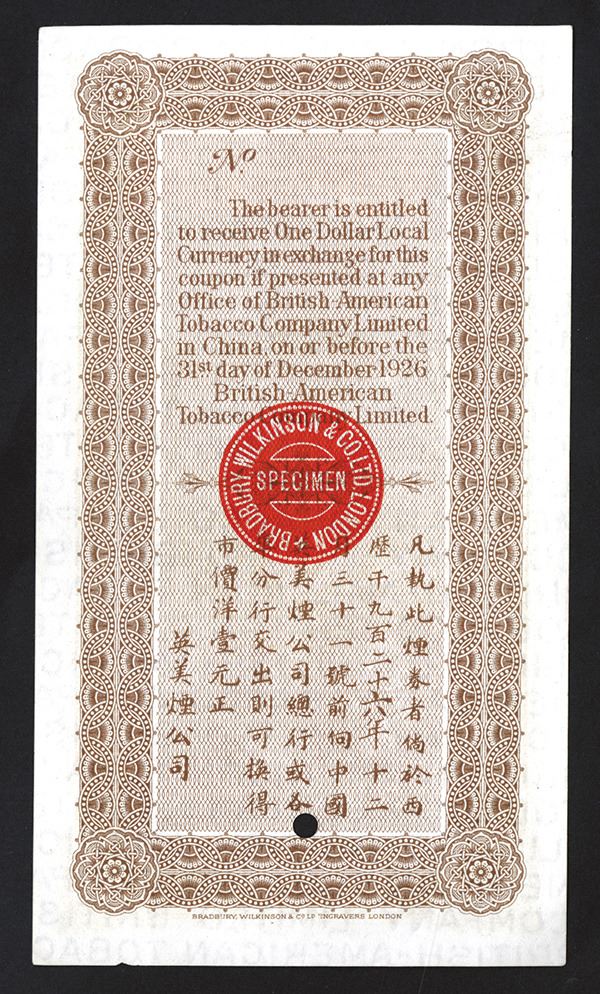 No.
The bearer is entitled
to receive One Dollar Local
Currency in exchange for this
coupon if presented at any
Office of British-American
Tobacco Company Limited
in China, on or before the
31st day of December 1926
British-American
Tobacco Limited.
BRADBURY, WILKINSON & CO LTD LONDON
SPECIMEN
凡執此煙券者倘於西
歷千九百二十六年十二
三十一號前向中國
美煙公司總行或各
分行交出則可換得
市價洋壹元正
英美煙公司
BRADBURY, WILKINSON & Co. LD. ENGRAVERS LONDON